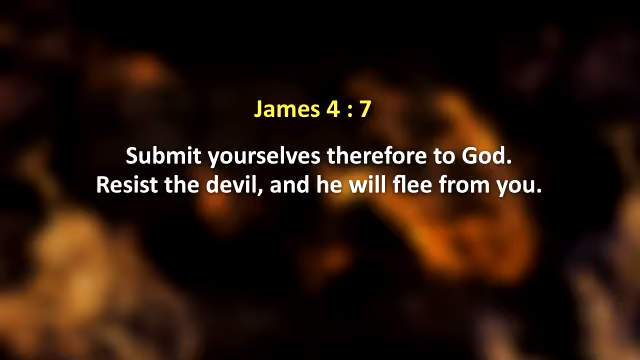 James 4 : 7
Submit yourselves therefore to God.
Resist the devil, and he will flee from you.